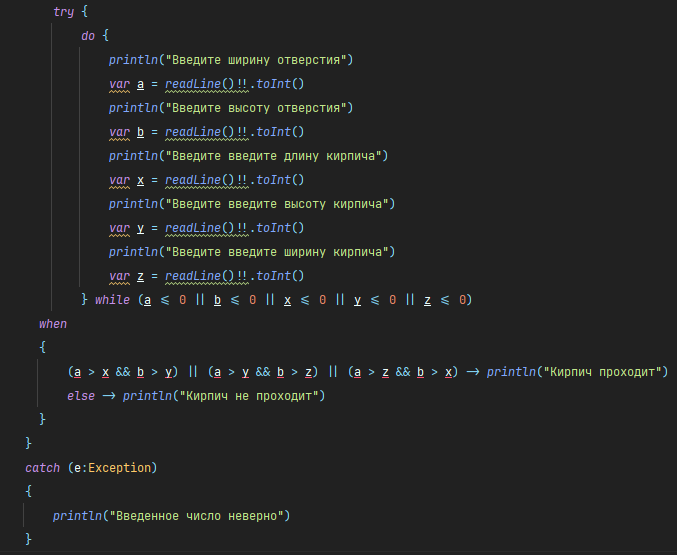 try {
do {
println("Введите ширину отверстия")
var a = readLine()!!.toInt()
println("Введите высоту отверстия")
var b = readLine()!!.toInt()
println("Введите введите длину кирпича")
var x = readLine()!!.toInt()
println("Введите введите высоту кирпича")
var y = readLine()!!.toInt()
println("Введите введите ширину кирпича")
var z = readLine()!!.toInt()
} while (a <= 0 || b <= 0 || x <= 0 || y <= 0 || z <= 0)
when
{
(a > x && b > y) || (a > y && b > z) || (a > z && b > x) -> println("Кирпич проходит")
else -> println("Кирпич не проходит")
}
}
catch (e:Exception)
{
println("Введенное число неверно")
}